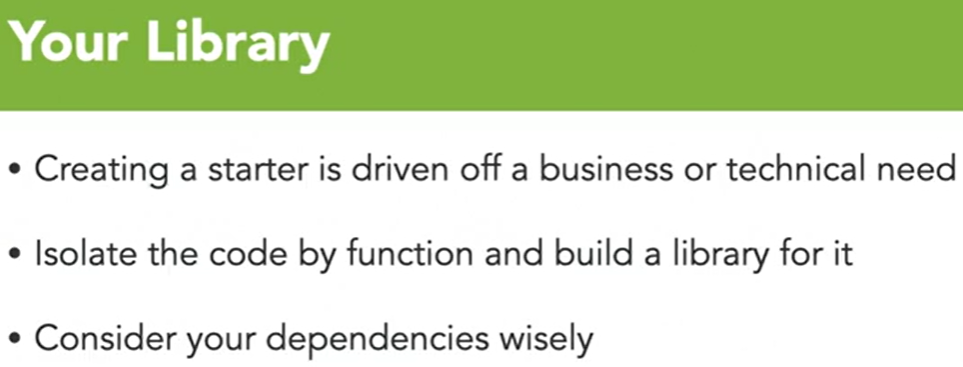 Your Library
• Creating a starter is driven off a business or technical need
• Isolate the code by function and build a library for it
• Consider your dependencies wisely